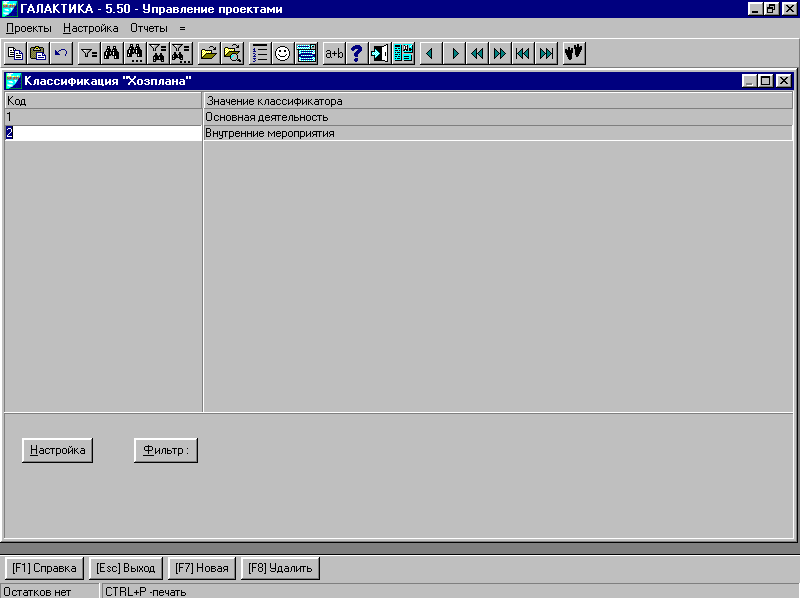 ГАЛАКТИКА - 5.50 - Управление проектами
Проекты Настройка Отчеты =
a+b ?
Классификация "Хозплана"
Код Значение классификатора
1 Основная деятельность
2 Внутренние мероприятия
Настройка Фильтр :
[F1] Справка [Esc] Выход [F7] Новая [F8] Удалить
Остатков нет CTRL+P -печать